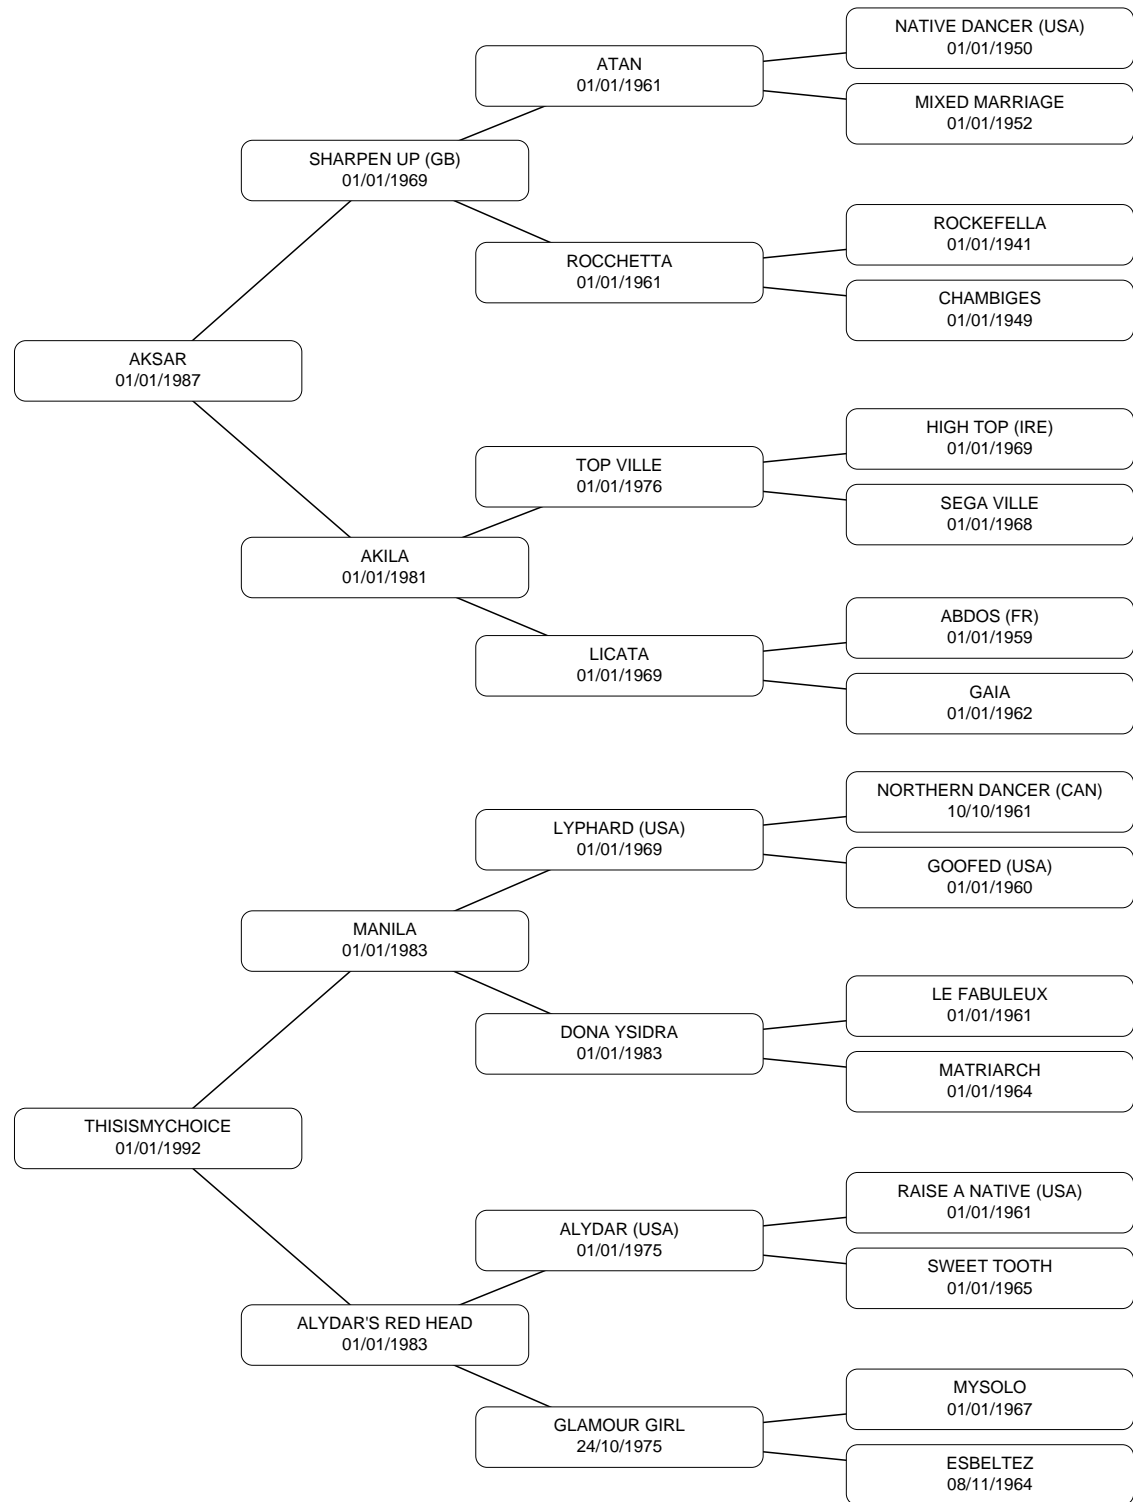 NATIVE DANCER (USA)
01/01/1950
ATAN
01/01/1961
MIXED MARRIAGE
01/01/1952
SHARPEN UP (GB)
01/01/1969
ROCKEFELLA
01/01/1941
ROCCHETTA
01/01/1961
CHAMBIGES
01/01/1949
AKSAR
01/01/1987
HIGH TOP (IRE)
01/01/1969
TOP VILLE
01/01/1976
SEGA VILLE
01/01/1968
AKILA
01/01/1981
ABDOS (FR)
01/01/1959
LICATA
01/01/1969
GAIA
01/01/1962
NORTHERN DANCER (CAN)
10/10/1961
LYPHARD (USA)
01/01/1969
GOOFED (USA)
01/01/1960
MANILA
01/01/1983
LE FABULEUX
01/01/1961
DONA YSIDRA
01/01/1983
MATRIARCH
01/01/1964
THISISMYCHOICE
01/01/1992
RAISE A NATIVE (USA)
01/01/1961
ALYDAR (USA)
01/01/1975
SWEET TOOTH
01/01/1965
ALYDAR'S RED HEAD
01/01/1983
MYSOLO
01/01/1967
GLAMOUR GIRL
24/10/1975
ESBELTEZ
08/11/1964